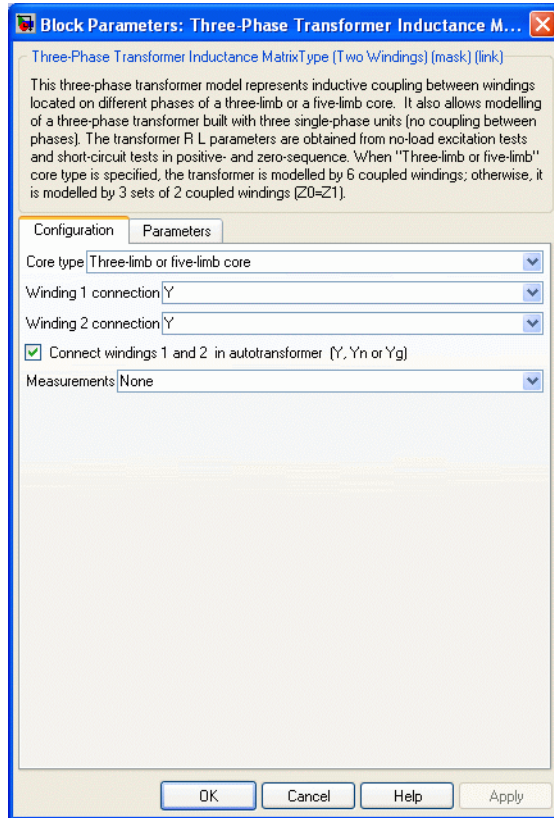 Block Parameters: Three-Phase Transformer Inductance M...
Three-Phase Transformer Inductance MatrixType (Two Windings) (mask) (link)
This three-phase transformer model represents inductive coupling between windings
located on different phases of a three-limb or a five-limb core.  It also allows modelling
of a three-phase transformer built with three single-phase units (no coupling between
phases). The transformer R L parameters are obtained from no-load excitation tests
and short-circuit tests in positive- and zero-sequence. When "Three-limb or five-limb"
core type is specified, the transformer is modelled by 6 coupled windings; otherwise, it
is modelled by 3 sets of 2 coupled windings (Z0=Z1).
Configuration Parameters
Core type Three-limb or five-limb core
Winding 1 connection Y
Winding 2 connection Y
Connect windings 1 and 2  in autotransformer  (Y, Yn or Yg)
Measurements None
OK Cancel Help Apply